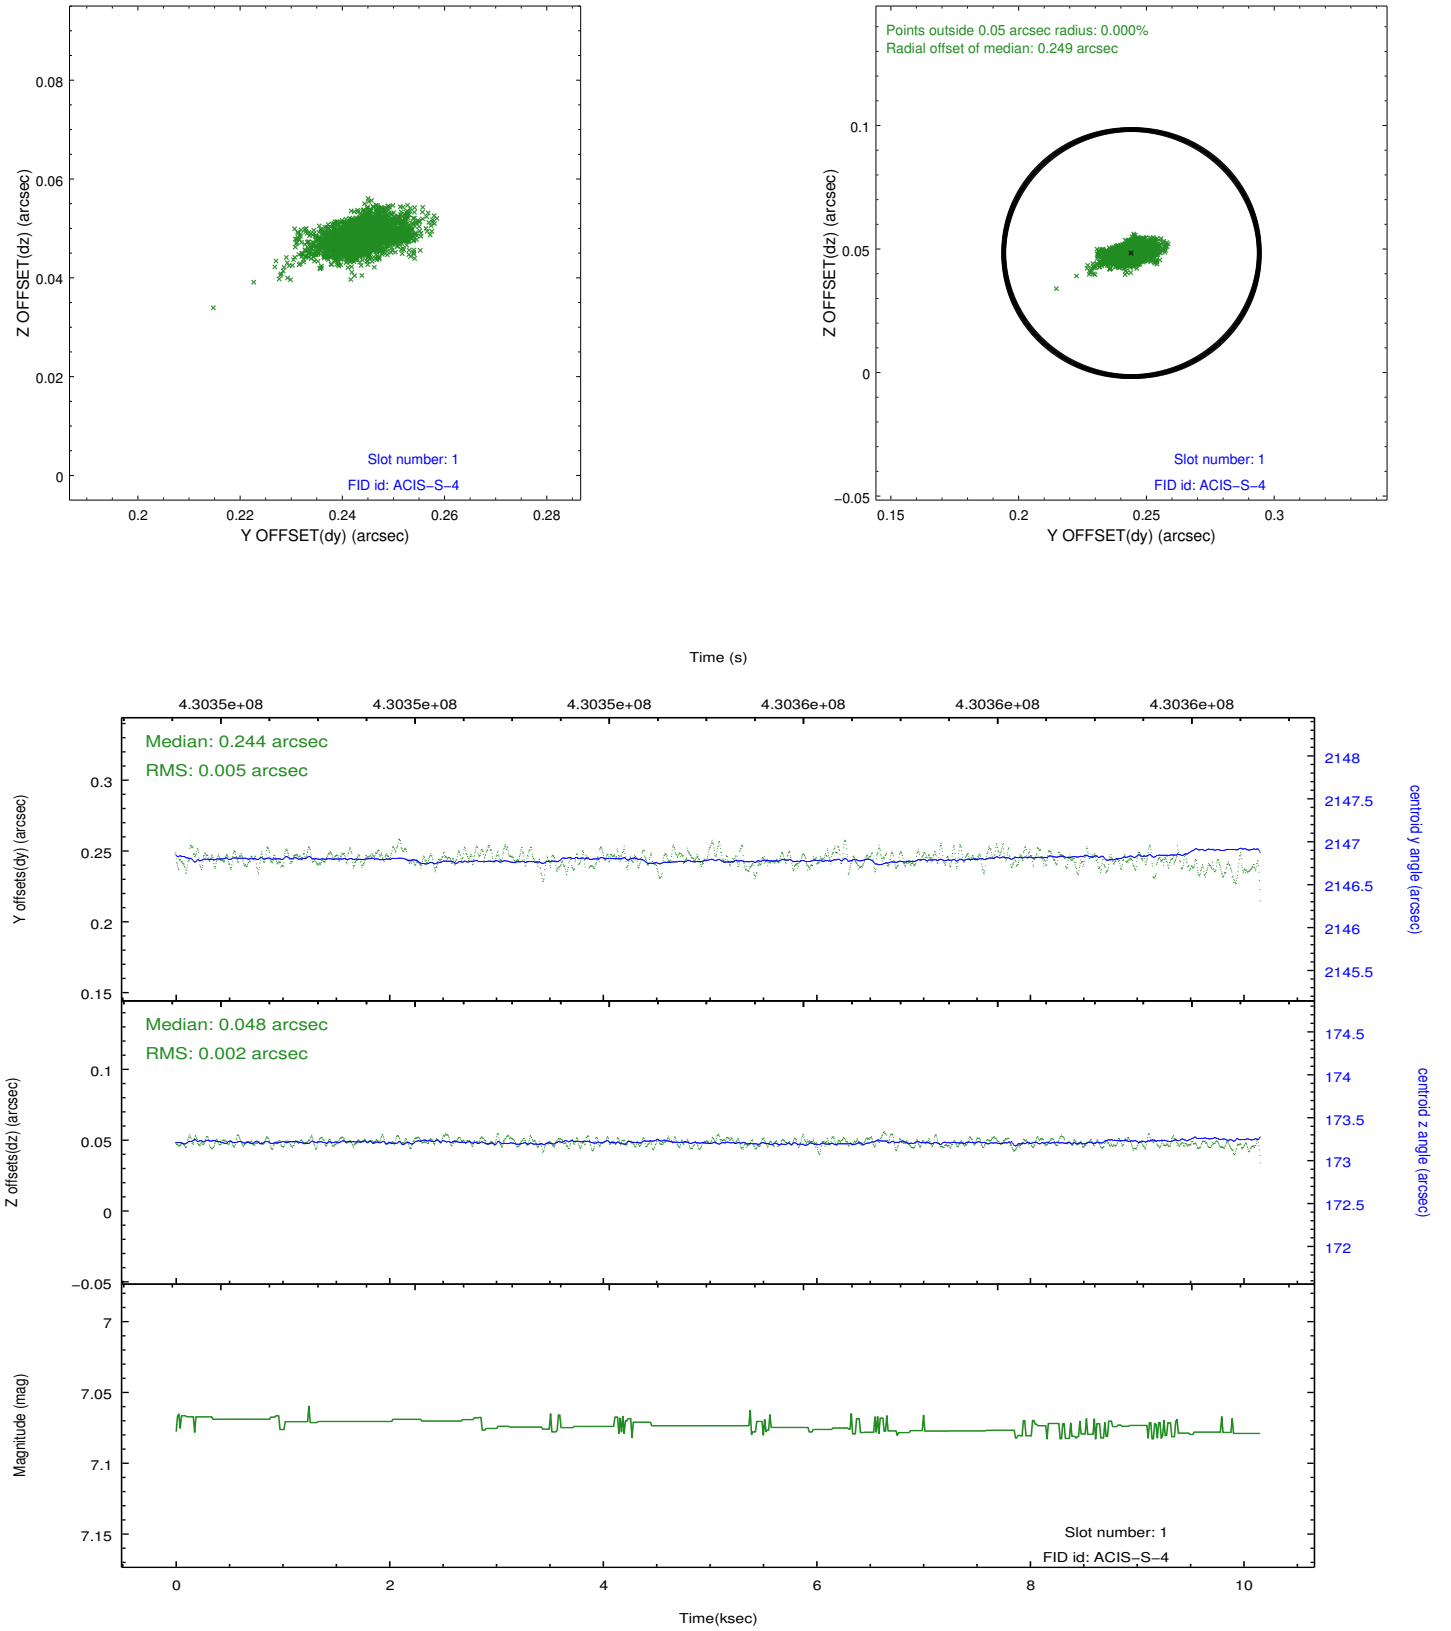 0.08
0.06
0.04
0.02
0
Z OFFSET(dz) (arcsec)
Slot number: 1
FID id: ACIS−S−4
0.2 0.22 0.24 0.26 0.28
Y OFFSET(dy) (arcsec)
Points outside 0.05 arcsec radius: 0.000%
Radial offset of median: 0.249 arcsec
0.1
0.05
0
−0.05
Z OFFSET(dz) (arcsec)
Slot number: 1
FID id: ACIS−S−4
0.15 0.2 0.25 0.3
Y OFFSET(dy) (arcsec)
Time (s)
4.3035e+08 4.3035e+08 4.3035e+08 4.3036e+08 4.3036e+08 4.3036e+08
Median: 0.244 arcsec
RMS: 0.005 arcsec
0.3
0.25
0.2
0.15
Y offsets(dy) (arcsec)
2148
2147.5
2147
2146.5
2146
2145.5
centroid y angle (arcsec)
Median: 0.048 arcsec
RMS: 0.002 arcsec
0.1
0.05
0
−0.05
Z offsets(dz) (arcsec)
174.5
174
173.5
173
172.5
172
centroid z angle (arcsec)
7
7.05
7.1
7.15
Magnitude (mag)
Slot number: 1
FID id: ACIS−S−4
0 2 4 6 8 10
Time(ksec)